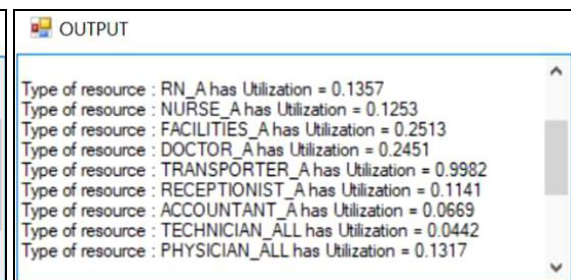 OUTPUT
Type of resource : RN_A has Utilization = 0.1357
Type of resource : NURSE_A has Utilization = 0.1253
Type of resource : FACILITIES_A has Utilization = 0.2513
Type of resource : DOCTOR_A has Utilization = 0.2451
Type of resource : TRANSPORTER_A has Utilization = 0.9982
Type of resource : RECEPTIONIST_A has Utilization = 0.1141
Type of resource : ACCOUNTANT_A has Utilization = 0.0669
Type of resource : TECHNICIAN_ALL has Utilization = 0.0442
Type of resource : PHYSICIAN_ALL has Utilization = 0.1317